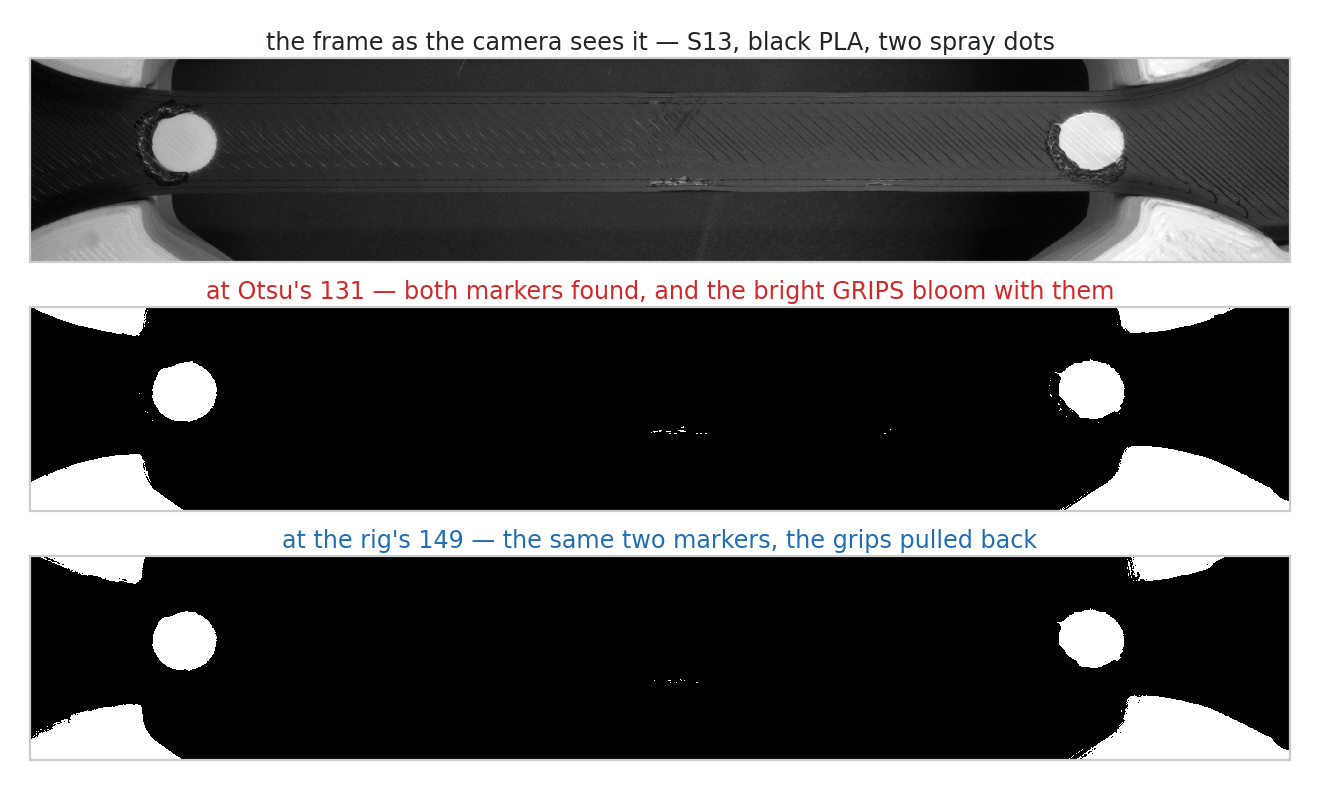 the frame as the camera sees it — S13, black PLA, two spray dots
at Otsu's 131 — both markers found, and the bright GRIPS bloom with them
at the rig's 149 — the same two markers, the grips pulled back